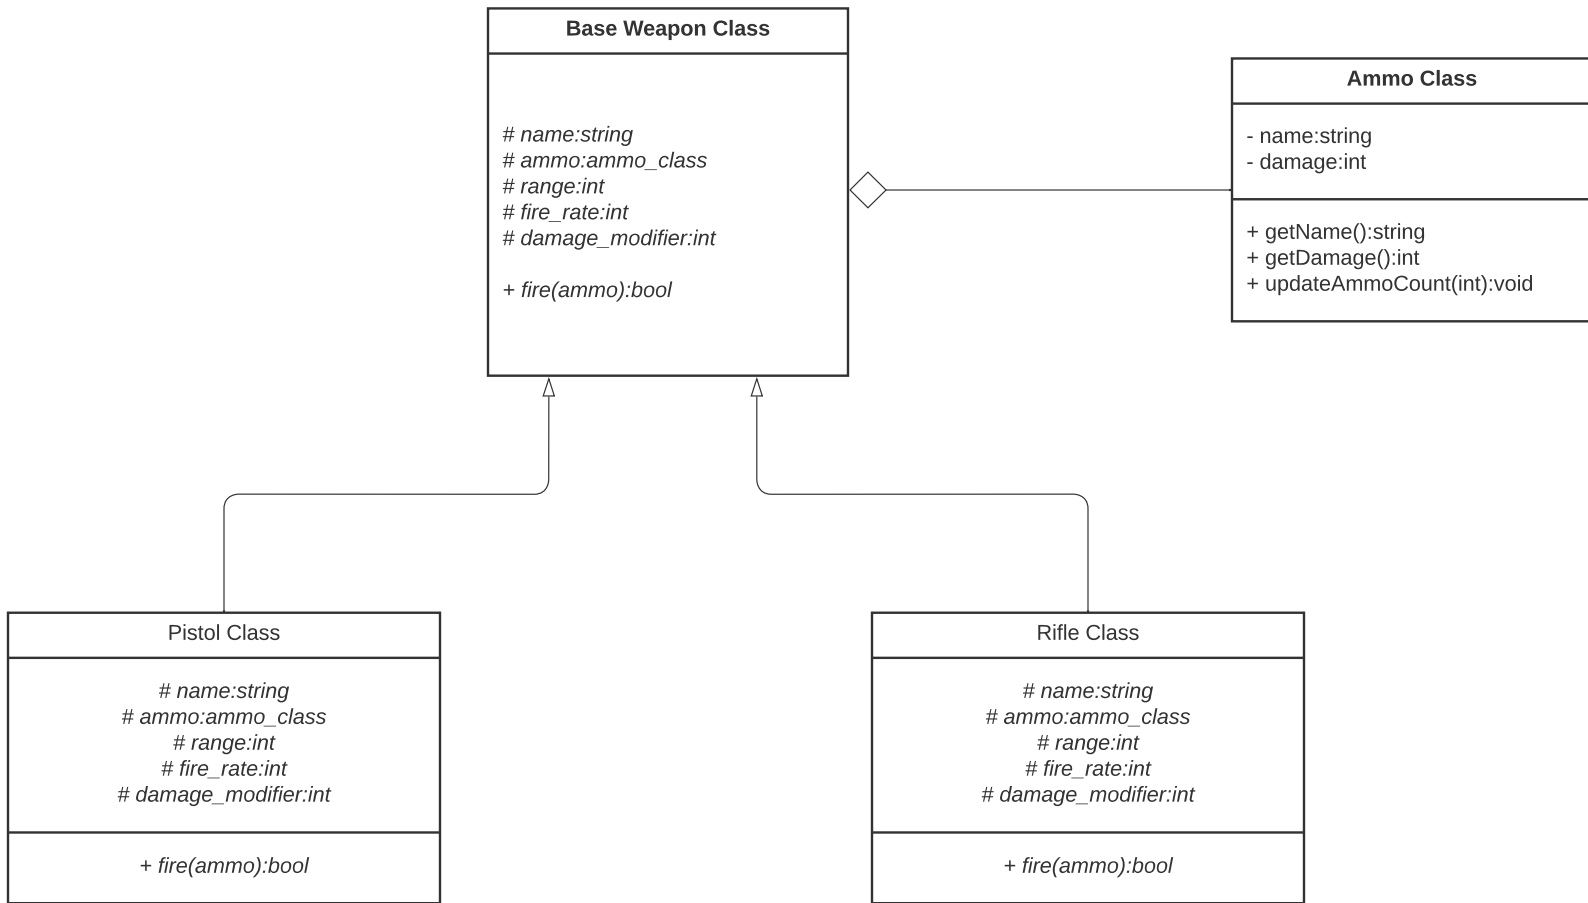 Base Weapon Class
# name:string
# ammo:ammo_class
# range:int
# fire_rate:int
# damage_modifier:int
+ fire(ammo):bool
Ammo Class
- name:string
- damage:int
+ getName():string
+ getDamage():int
+ updateAmmoCount(int):void
Pistol Class
# name:string
# ammo:ammo_class
# range:int
# fire_rate:int
# damage_modifier:int
+ fire(ammo):bool
Rifle Class
# name:string
# ammo:ammo_class
# range:int
# fire_rate:int
# damage_modifier:int
+ fire(ammo):bool